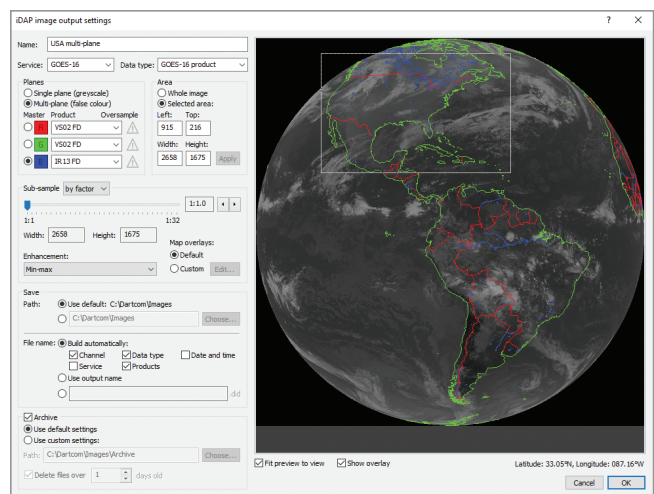 iDAP image output settings
? X
Name: USA multi-plane
Service: GOES-16 Data type: GOES-16 product
Planes
Single plane (greyscale)
Multi-plane (false colour)
Master Product Oversample
R VS02 FD
G VS02 FD
IR13 FD
Area
Whole image
Selected area:
Left: Top:
915 216
Width: Height:
2658 1675 Apply
Sub-sample by factor
1:1.0
1:1 1:32
Width: 2658 Height: 1675
Map overlays:
Default
Custom Edit...
Enhancement:
Min-max
Save
Path: Use default: C:\Dartcom\Images
C:\Dartcom\Images Choose...
File name: Build automatically:
Channel Data type Date and time
Service Products
Use output name
.did
Archive
Use default settings
Use custom settings:
Path: C:\Dartcom\Images\Archive Choose...
Delete files over 1 days old
Fit preview to view Show overlay Latitude: 33.05°N, Longitude: 087.16°W
Cancel OK